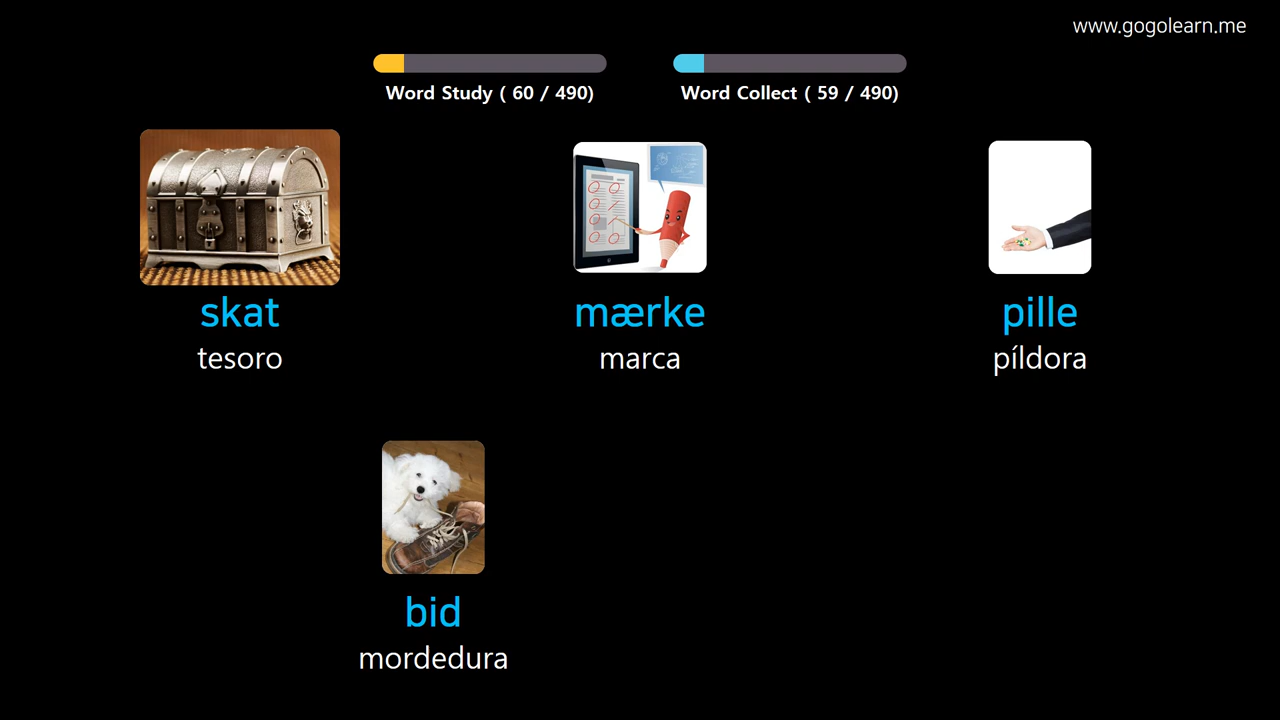 www.gogolearn.me
Word Study ( 60 / 490)
Word Collect ( 59 / 490)
skat
tesoro
mærke
marca
pille
píldora
bid
mordedura